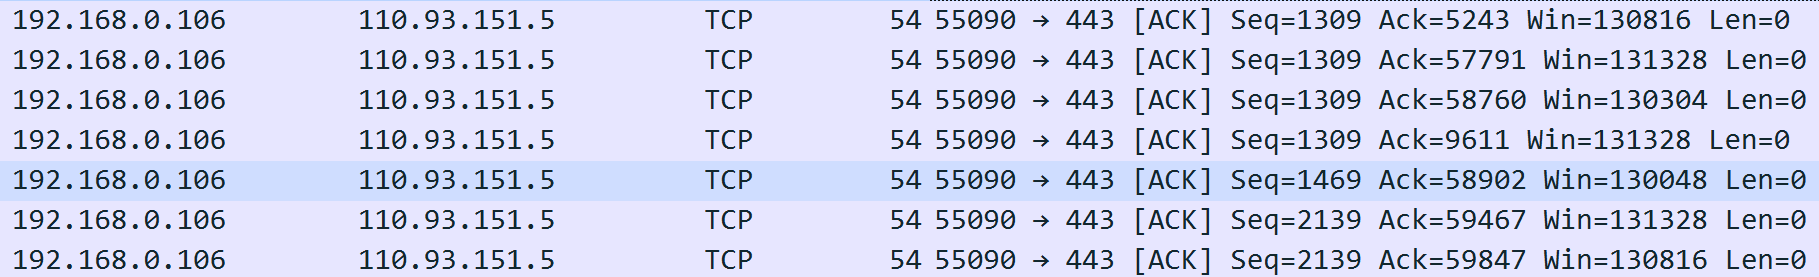 192.168.0.106 110.93.151.5 TCP 54 55090 → 443 [ACK] Seq=1309 Ack=5243 Win=130816 Len=0
192.168.0.106 110.93.151.5 TCP 54 55090 → 443 [ACK] Seq=1309 Ack=57791 Win=131328 Len=0
192.168.0.106 110.93.151.5 TCP 54 55090 → 443 [ACK] Seq=1309 Ack=58760 Win=130304 Len=0
192.168.0.106 110.93.151.5 TCP 54 55090 → 443 [ACK] Seq=1309 Ack=9611 Win=131328 Len=0
192.168.0.106 110.93.151.5 TCP 54 55090 → 443 [ACK] Seq=1469 Ack=58902 Win=130048 Len=0
192.168.0.106 110.93.151.5 TCP 54 55090 → 443 [ACK] Seq=2139 Ack=59467 Win=131328 Len=0
192.168.0.106 110.93.151.5 TCP 54 55090 → 443 [ACK] Seq=2139 Ack=59847 Win=130816 Len=0